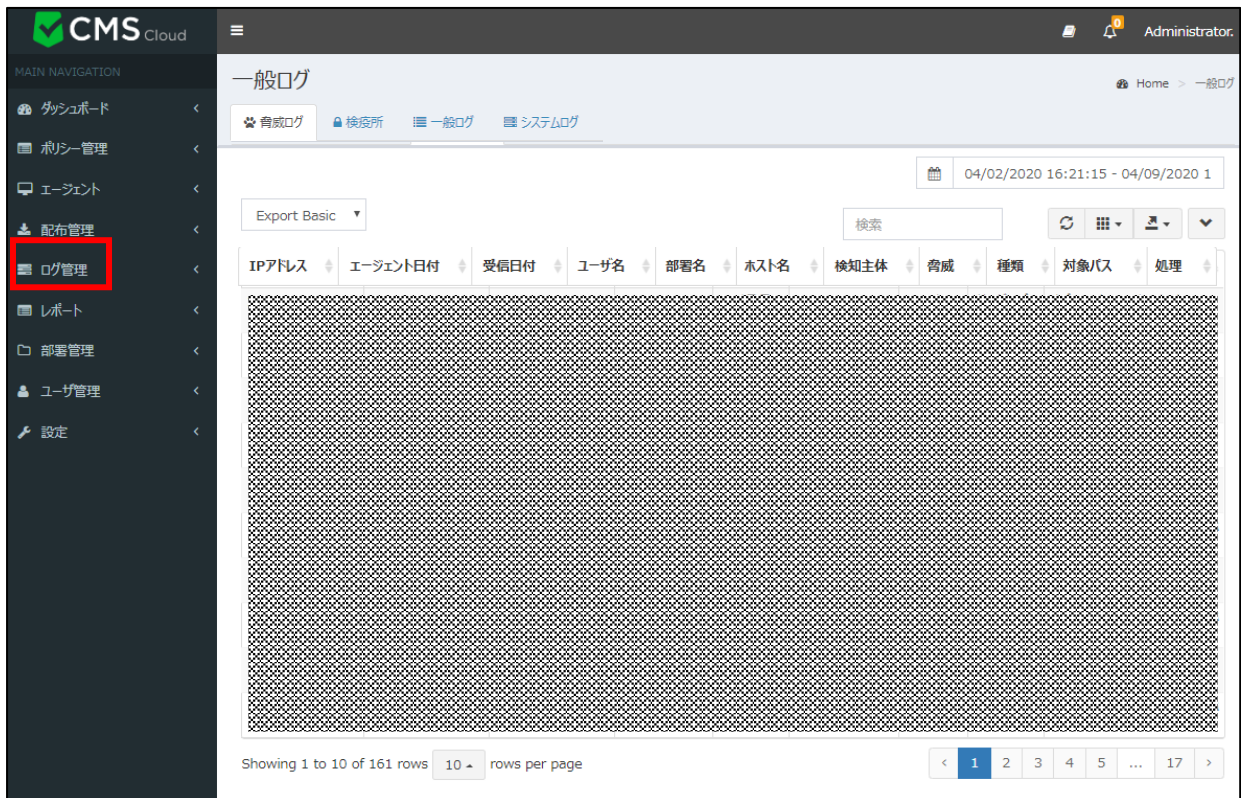 CMS Cloud
0
Administrator.
MAIN NAVIGATION
ダッシュボード
ポリシー管理
エージェント
配布管理
ログ管理
レポート
部署管理
ユーザ管理
設定
一般ログ
Home > 一般ログ
脅威ログ 検疫所 一般ログ システムログ
04/02/2020 16:21:15 - 04/09/2020 1
Export Basic 検索
IPアドレス エージェント日付 受信日付 ユーザ名 部署名 ホスト名 検知主体 脅威 種類 対象パス 処理
Showing 1 to 10 of 161 rows 10 rows per page
< 1 2 3 4 5 ... 17 >